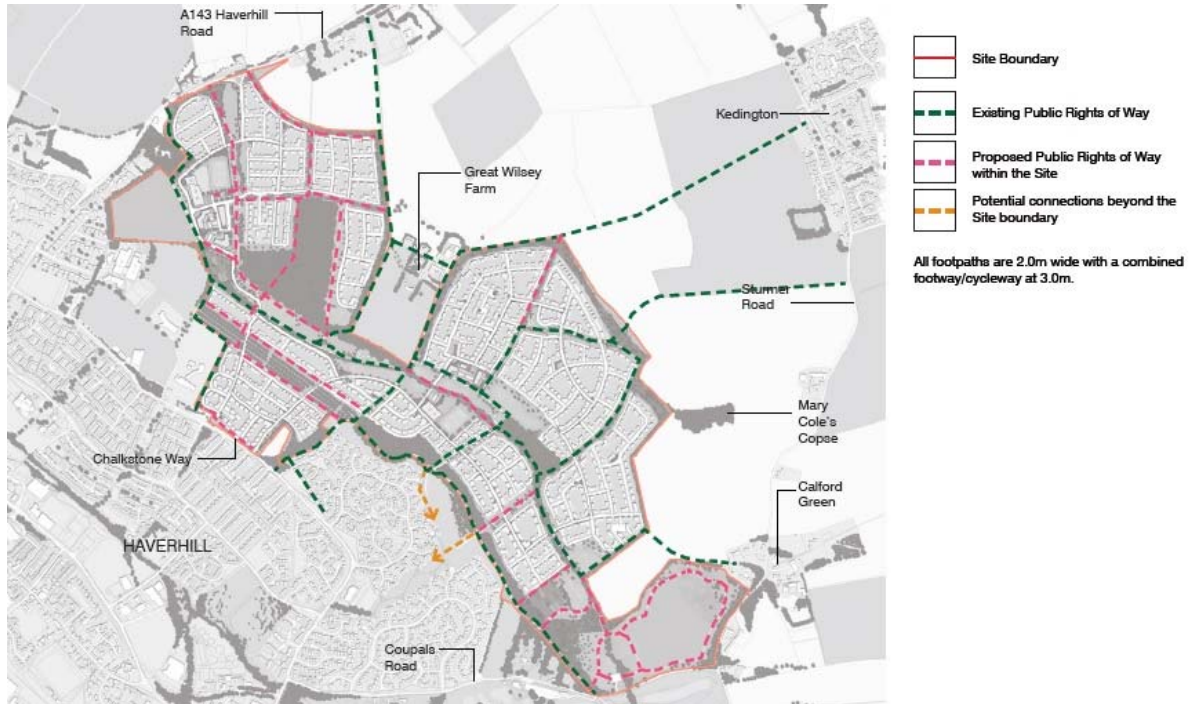 A143 Haverhill
Road
Kedington
Great Wilsey
Farm
Sturmer
Road
Mary
Cole's
Copse
Chalkstone Way
Calford
Green
HAVERHILL
Coupals
Road
Site Boundary
Existing Public Rights of Way
Proposed Public Rights of Way
within the Site
Potential connections beyond the
Site boundary
All footpaths are 2.0m wide with a combined
footway/cycleway at 3.0m.